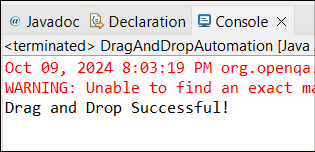 Javadoc Declaration Console
<terminated> DragAndDropAutomation [Java
Oct 09, 2024 8:03:19 PM org.openqa.
WARNING: Unable to find an exact ma
Drag and Drop Successful!